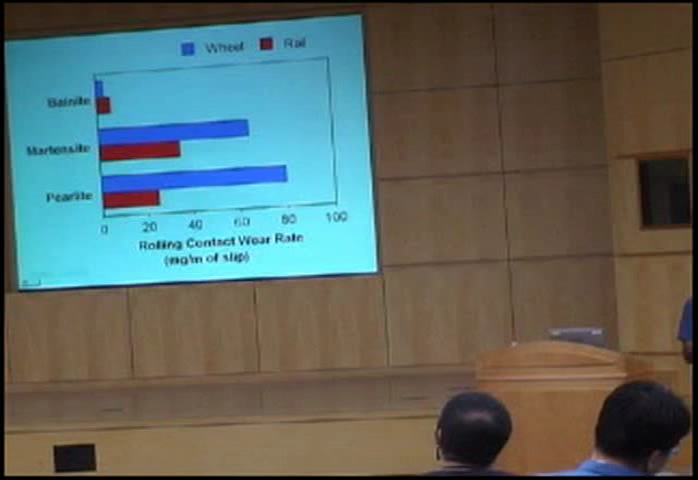 Wheel Rail
Bainite
Martensite
Pearlite
0 20 40 60 80 100
Rolling Contact Wear Rate
(mg/m of slip)